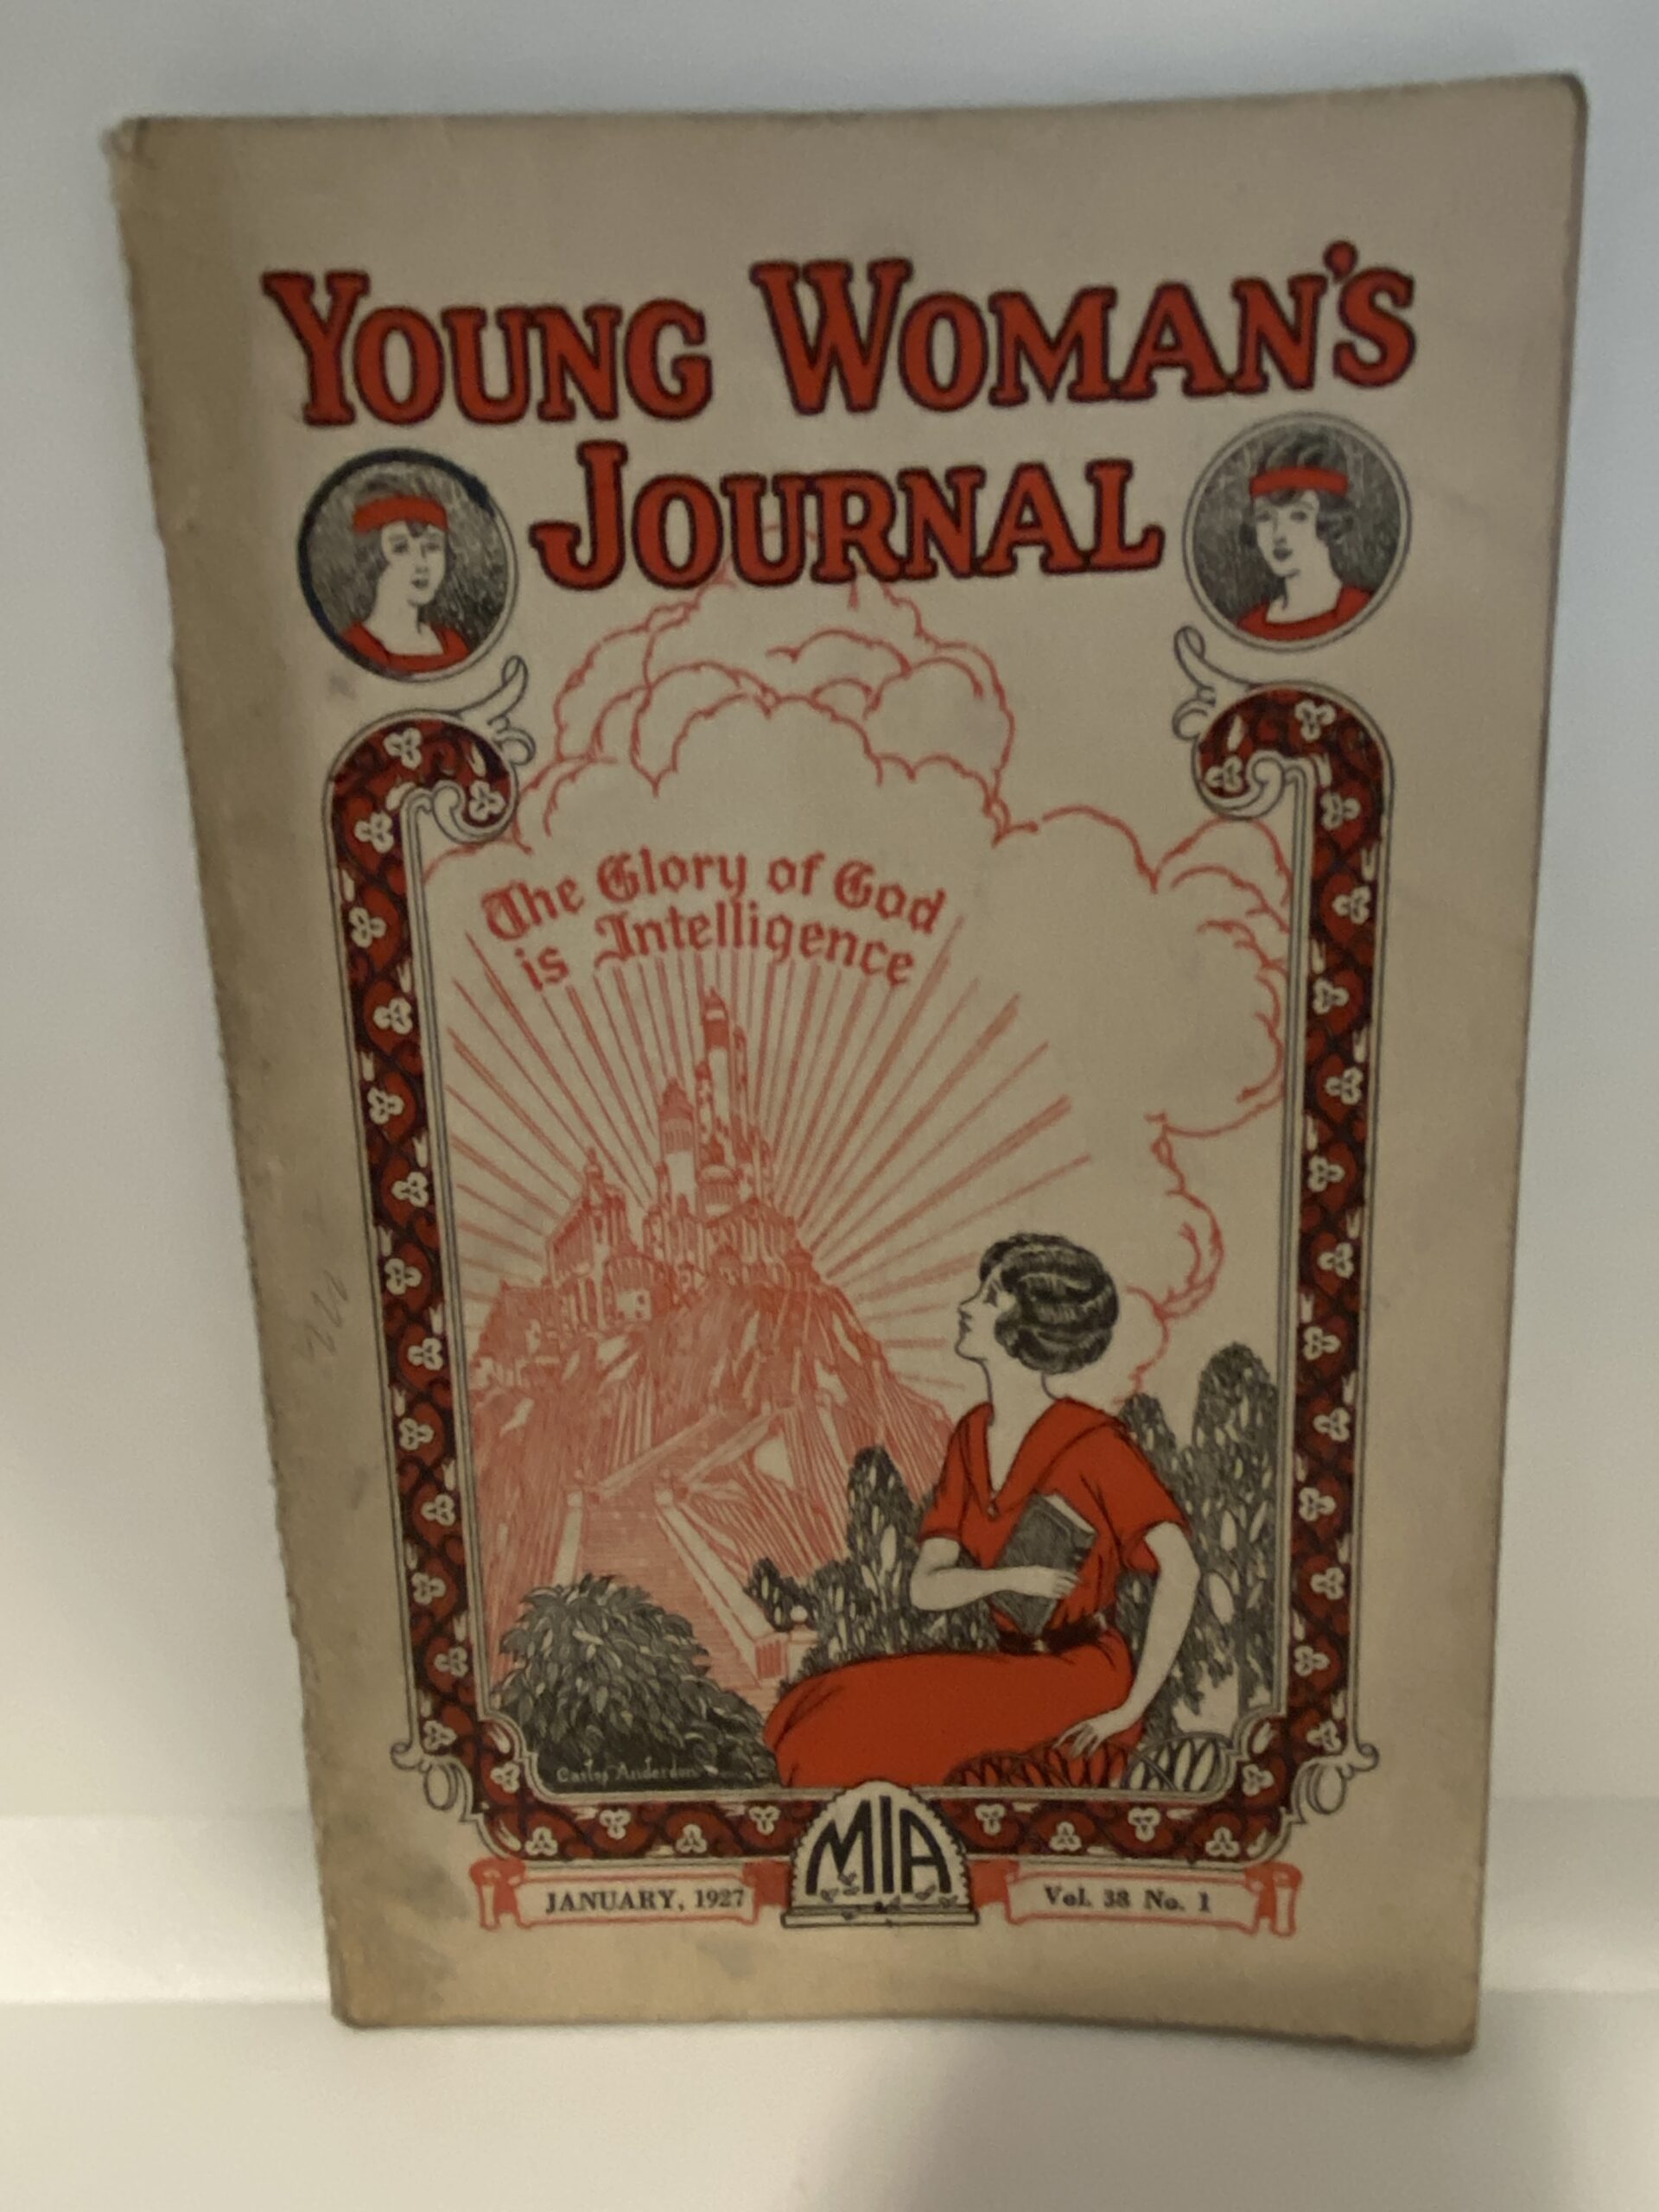 YOUNG WOMAN'S
JOURNAL
The Glory of God
is Intelligence
Carlos Anderson
MIA
JANUARY, 1927
Vol. 38 No. 1